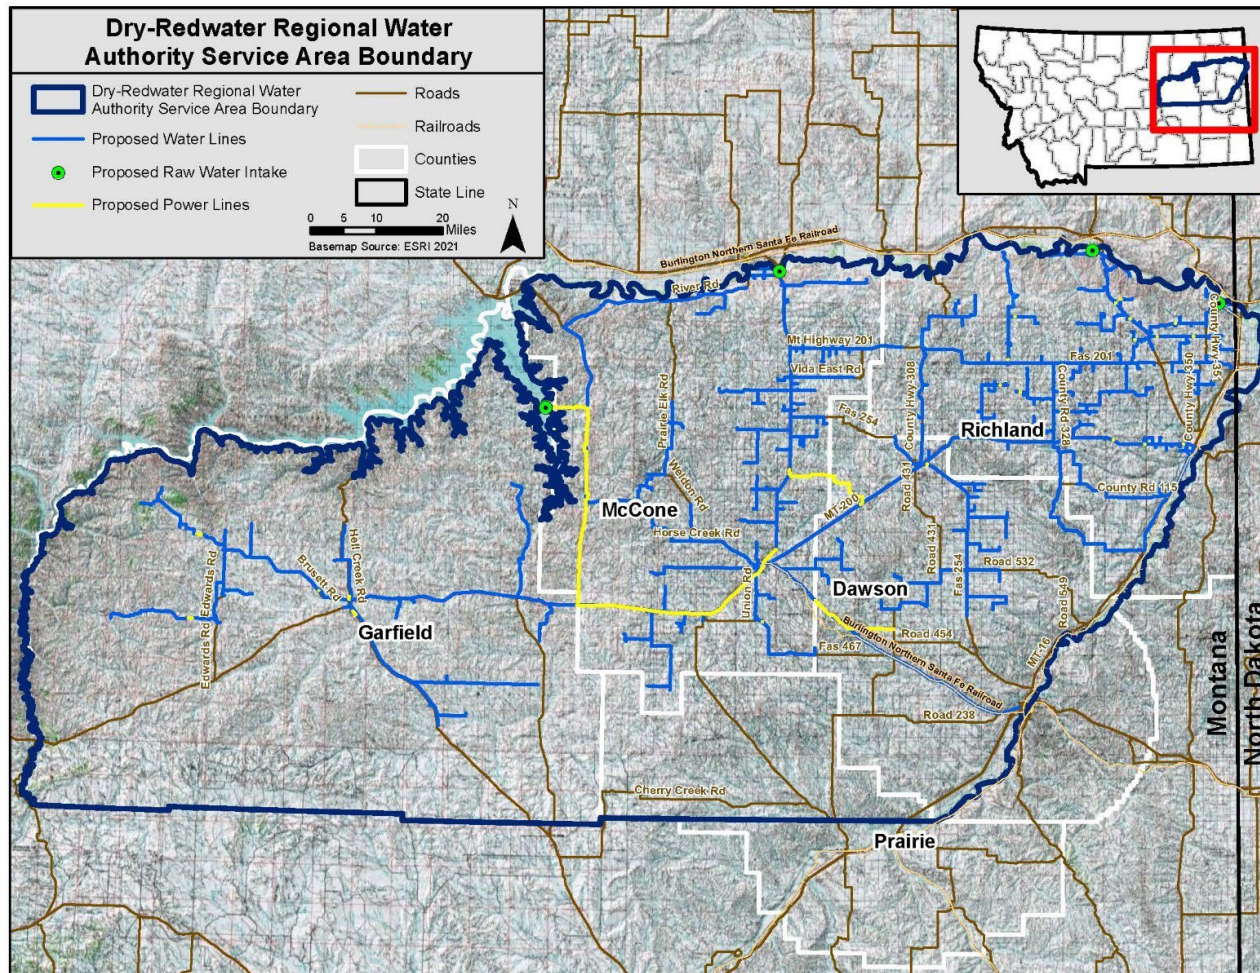 Dry-Redwater Regional Water
Authority Service Area Boundary
Dry-Redwater Regional Water
Authority Service Area Boundary
Proposed Water Lines
Proposed Raw Water Intake
Proposed Power Lines
Roads
Railroads
Counties
State Line
0 5 10 20
Miles
Basemap Source: ESRI 2021
N
Burlington Northern Santa Fe Railroad
River Rd
Mt Highway 201
Vida East Rd
Fas 201
County Hwy-308
County Hwy-35
County Hwy-350
Prairie Elk Rd
Fas 254
Richland
County Rd-328
Weldon Rd
Road 431
County Rd 115
McCone
MT-200
Horse Creek Rd
Hell Creek Rd
Edwards Rd
Brusett Rd
Union Rd
Road 431
Fas 254
Road 532
Dawson
Road 549
Garfield
Edwards Rd
Fas 467
Road 454
Burlington Northern Santa Fe Railroad
MT-16
Road 238
Montana
North Dakota
Cherry Creek Rd
Prairie